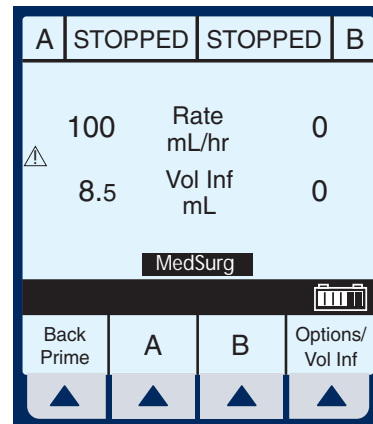 A STOPPED STOPPED B
100 Rate mL/hr 0
8.5 Vol Inf mL 0
MedSurg
Back Prime A B Options/ Vol Inf